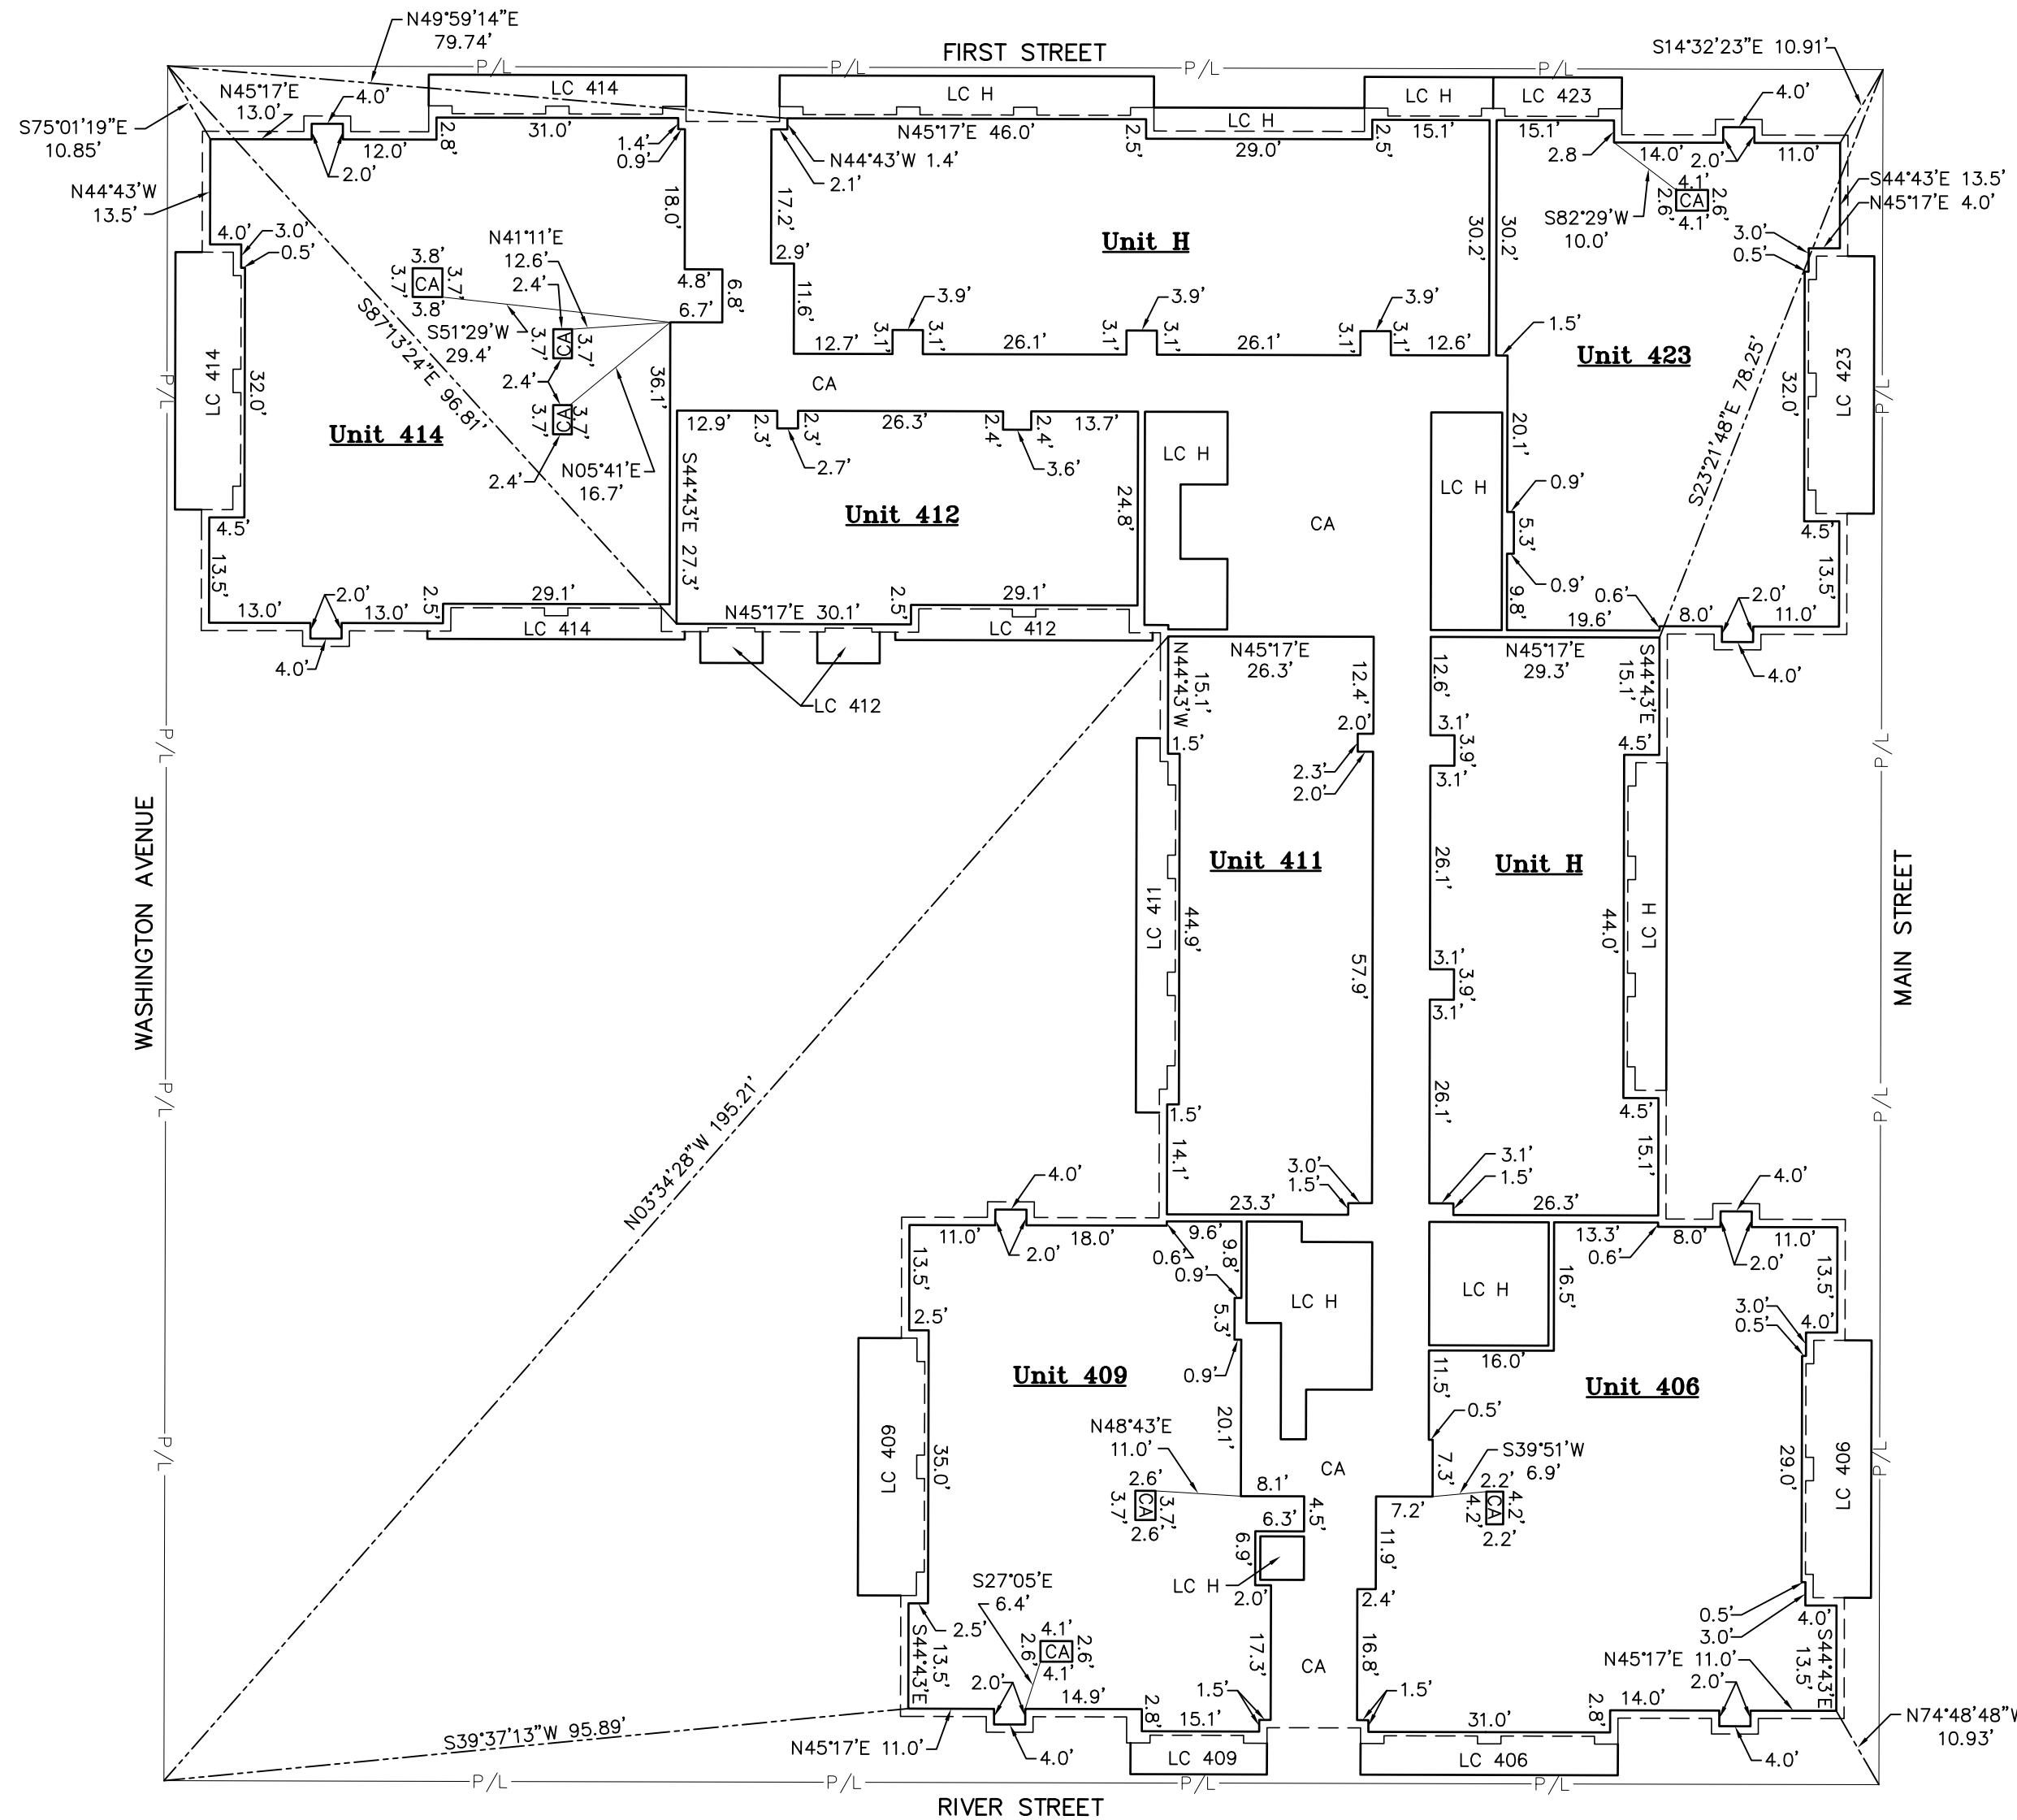 N49°59'14"E
79.74'
FIRST STREET
S14°32'23"E 10.91'
P/L
P/L
P/L
P/L
N45°17'E
13.0'
4.0'
LC 414
LC H
LC H
LC H
LC 423
4.0'
S75°01'19"E
10.85'
2.8'
31.0'
1.4'
0.9'
N45°17'E 46.0'
2.5'
29.0'
2.5'
15.1'
15.1'
2.8
14.0'
2.0'
11.0'
12.0'
2.0'
N44°43'W 1.4'
2.1'
N44°43'W
13.5'
S44°43'E 13.5'
N45°17'E 4.0'
4.1'
2.6'
CA
2.6'
4.1'
S82°29'W
10.0'
18.0'
17.2'
30.2'
30.2'
4.0'
3.0'
0.5'
N41°11'E
12.6'
2.4'
Unit H
2.9'
3.0'
0.5'
3.8'
3.7'
CA
3.7'
3.8'
4.8'
6.8'
6.7'
11.6'
3.9'
3.9'
3.9'
S51°29'W
29.4'
3.7'
CA
3.7'
12.7'
3.1'
3.1'
26.1'
3.1'
3.1'
26.1'
3.1'
3.1'
12.6'
1.5'
Unit 423
S87°13'24"E 96.81'
2.4'
3.7'
CA
3.7'
36.1'
CA
P/L
LC 414
32.0'
32.0'
LC 423
P/L
Unit 414
12.9'
2.3'
2.3'
26.3'
2.4'
2.4'
13.7'
20.1'
S23°21'48"E 78.25'
2.4'
N05°41'E
16.7'
2.7'
3.6'
LC H
LC H
0.9'
S44°43'E 27.3'
Unit 412
24.8'
CA
4.5'
13.5'
5.3'
4.5'
13.5'
0.9'
13.0'
2.0'
13.0'
2.5'
29.1'
N45°17'E 30.1'
2.5'
29.1'
9.8'
0.6'
19.6'
8.0'
2.0'
11.0'
4.0'
LC 414
LC 412
4.0'
LC 412
N44°43'W
15.1'
N45°17'E
26.3'
12.4'
12.6'
N45°17'E
29.3'
S44°43'E
15.1'
1.5'
2.0'
3.1'
3.9'
3.1'
4.5'
P/L
P/L
2.3'
2.0'
WASHINGTON AVENUE
MAIN STREET
Unit 411
Unit H
LC 411
44.9'
57.9'
26.1'
44.0'
LC H
3.1'
3.9'
3.1'
N03°34'28"W 195.21'
26.1'
P/L
P/L
1.5'
14.1'
4.5'
15.1'
3.0'
1.5'
3.1'
1.5'
23.3'
26.3'
4.0'
4.0'
11.0'
2.0'
18.0'
0.6'
9.6'
9.8'
13.3'
0.6'
8.0'
2.0'
11.0'
13.5'
0.9'
16.5'
13.5'
2.5'
5.3'
LC H
LC H
3.0'
0.5'
4.0'
0.9'
16.0'
11.5'
Unit 409
Unit 406
0.5'
LC 409
35.0'
20.1'
N48°43'E
11.0'
S39°51'W
6.9'
7.3'
29.0'
LC 406
P/L
P/L
CA
2.6'
3.7'
CA
3.7'
2.6'
8.1'
4.5'
6.3'
7.2'
2.2'
4.2'
CA
4.2'
2.2'
6.9'
11.9'
LC H
2.0'
2.4'
S27°05'E
6.4'
2.5'
0.5'
3.0'
4.0'
S44°43'E
13.5'
4.1'
2.6'
CA
2.6'
4.1'
17.3'
CA
16.8'
N45°17'E 11.0'
S44°43'E
13.5'
2.0'
14.9'
1.5'
1.5'
2.0'
14.0'
2.8'
15.1'
31.0'
2.8'
S39°37'13"W 95.89'
N45°17'E 11.0'
4.0'
LC 409
LC 406
4.0'
N74°48'48"W
10.93'
P/L
P/L
P/L
P/L
RIVER STREET